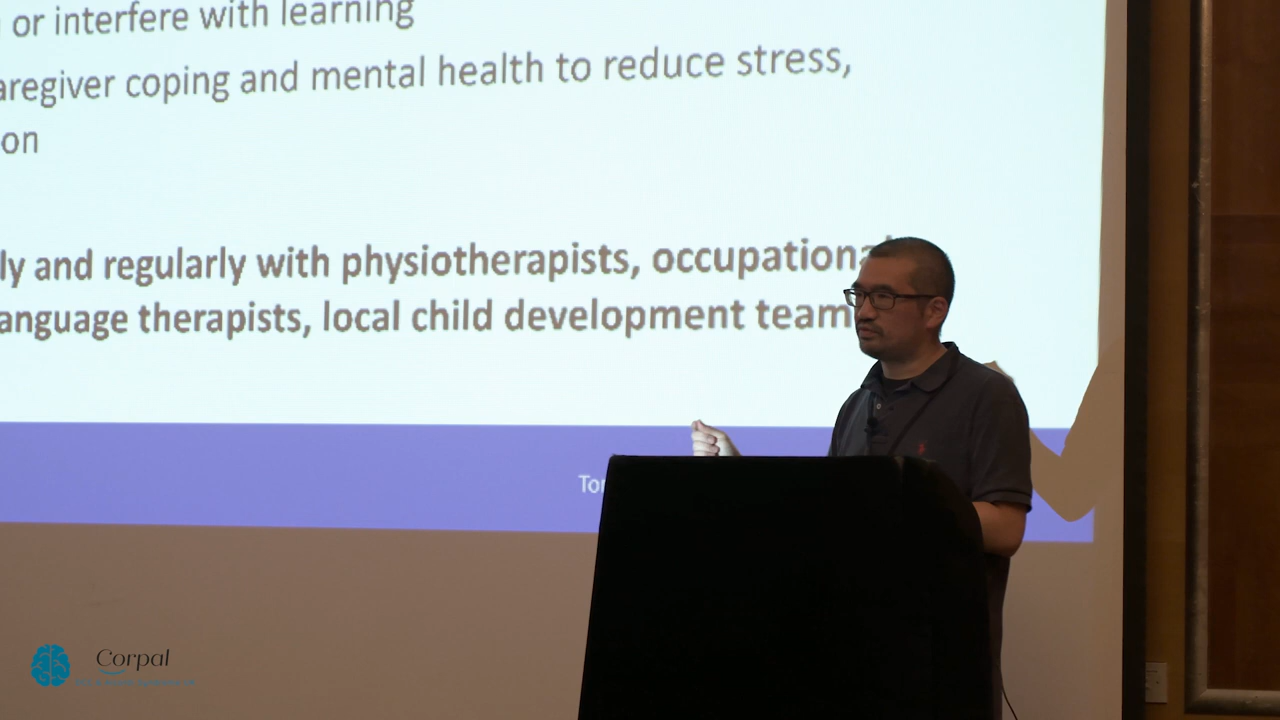 or interfere with learning
aregiver coping and mental health to reduce stress,
on
ly and regularly with physiotherapists, occupational
anguage therapists, local child development team
Tor
Corpal